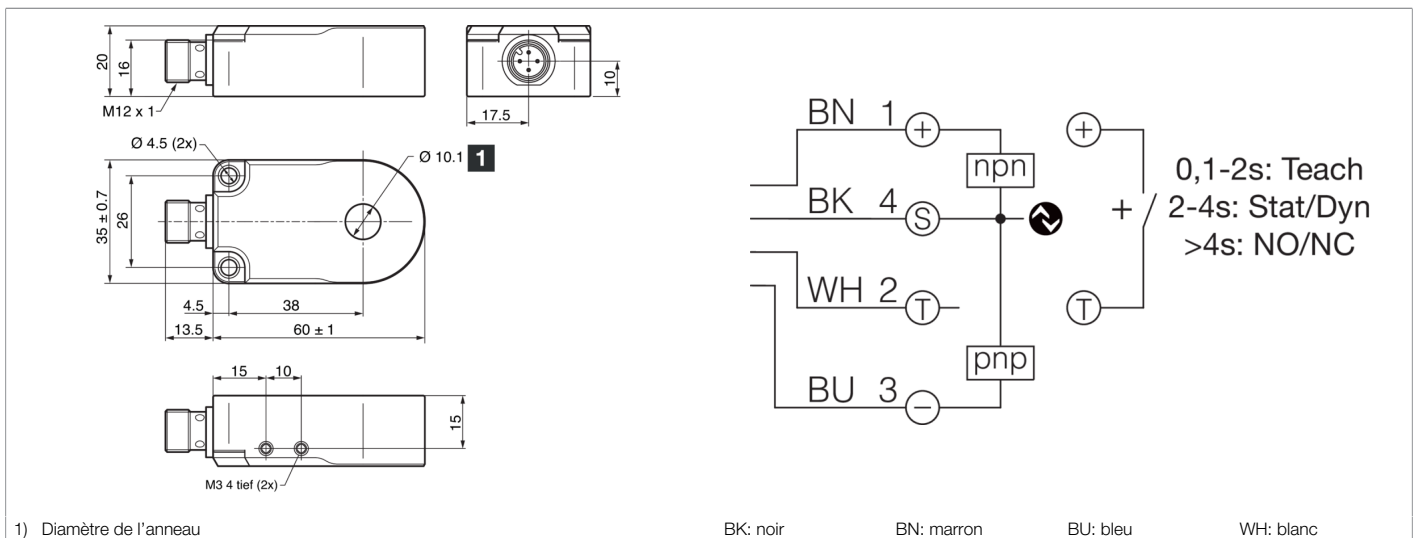 20
16
M12 x 1
10
17.5
Ø 4.5 (2x)
Ø 10.1 1
35 ± 0.7
26
4.5
38
13.5
60 ± 1
15
10
15
M3 4 tief (2x)
BN 1 +
npn
BK 4 S
WH 2 T
pnp
BU 3 −
+
+
T
0,1-2s: Teach
2-4s: Stat/Dyn
>4s: NO/NC
1) Diamètre de l'anneau
BK: noir BN: marron BU: bleu WH: blanc